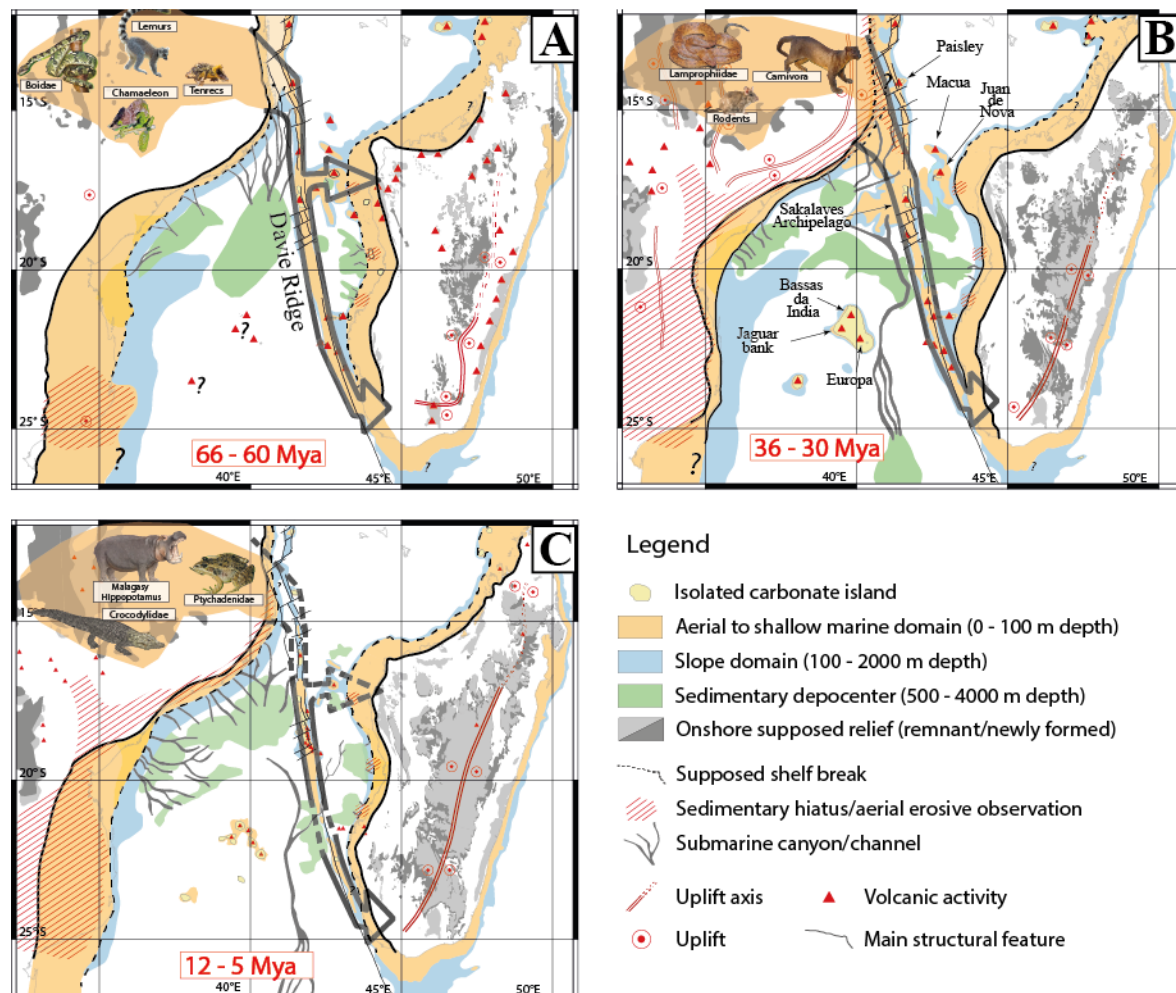 A
Lemurs
Boidae
Chamaeleon
Tenrecs
15°S
?
Davie Ridge
20°S
?
?
25°S
?
?
66 - 60 Mya
40°E
45°E
50°E
B
Lamprophiidae
Carnivora
Rodents
?
Paisley
Macua
Juan
de
Nova
15°S
Sakalaves
Archipelago
20°S
Bassas
da
India
Jaguar
bank
Europa
25°S
?
?
36 - 30 Mya
40°E
45°E
50°E
C
Malagasy
Hippopotamus
Ptychadenidae
Crocodylidae
?
15°S
20°S
?
25°S
12 - 5 Mya
40°E
45°E
50°E
Legend
Isolated carbonate island
Aerial to shallow marine domain (0 - 100 m depth)
Slope domain (100 - 2000 m depth)
Sedimentary depocenter (500 - 4000 m depth)
Onshore supposed relief (remnant/newly formed)
Supposed shelf break
Sedimentary hiatus/aerial erosive observation
Submarine canyon/channel
Uplift axis
Volcanic activity
Uplift
Main structural feature